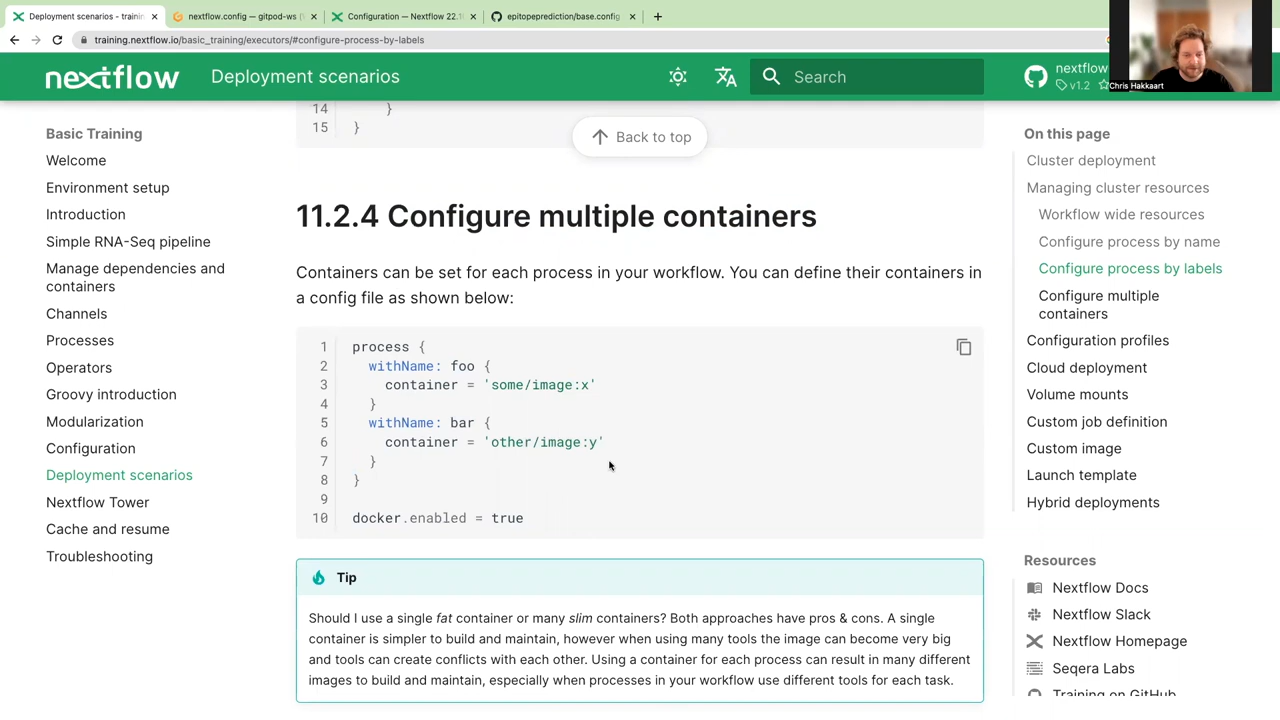 Deployment scenarios - trainin
nextflow.config — gitpod-ws [
Configuration — Nextflow 22.1
epitopeprediction/base.config
training.nextflow.io/basic_training/executors/#configure-process-by-labels
nextflow
Deployment scenarios
Search
nextflow
v1.2
Chris Hakkaart
Basic Training
Welcome
Environment setup
Introduction
Simple RNA-Seq pipeline
Manage dependencies and
containers
Channels
Processes
Operators
Groovy introduction
Modularization
Configuration
Deployment scenarios
Nextflow Tower
Cache and resume
Troubleshooting
14 }
15 }
Back to top
11.2.4 Configure multiple containers
Containers can be set for each process in your workflow. You can define their containers in
a config file as shown below:
1 process {
2 withName: foo {
3 container = 'some/image:x'
4 }
5 withName: bar {
6 container = 'other/image:y'
7 }
8 }
9
10 docker.enabled = true
Tip
Should I use a single fat container or many slim containers? Both approaches have pros & cons. A single
container is simpler to build and maintain, however when using many tools the image can become very big
and tools can create conflicts with each other. Using a container for each process can result in many different
images to build and maintain, especially when processes in your workflow use different tools for each task.
On this page
Cluster deployment
Managing cluster resources
Workflow wide resources
Configure process by name
Configure process by labels
Configure multiple
containers
Configuration profiles
Cloud deployment
Volume mounts
Custom job definition
Custom image
Launch template
Hybrid deployments
Resources
Nextflow Docs
Nextflow Slack
Nextflow Homepage
Seqera Labs
Training on GitHub